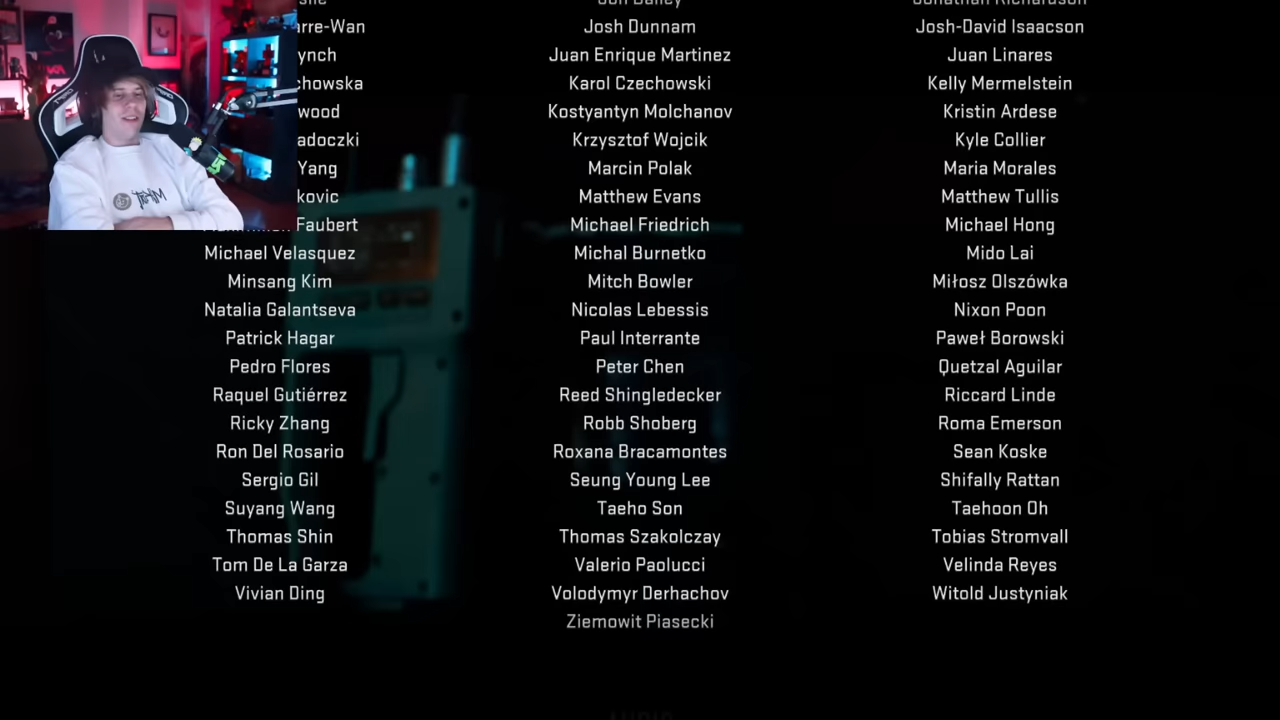 Josh Dunnam Josh-David Isaacson
Juan Enrique Martinez Juan Linares
Karol Czechowski Kelly Mermelstein
Kostyantyn Molchanov Kristin Ardese
Krzysztof Wojcik Kyle Collier
Yang Marcin Polak Maria Morales
Matthew Evans Matthew Tullis
Faubert Michael Friedrich Michael Hong
Michael Velasquez Michal Burnetko Mido Lai
Minsang Kim Mitch Bowler Miłosz Olszówka
Natalia Galantseva Nicolas Lebessis Nixon Poon
Patrick Hagar Paul Interrante Paweł Borowski
Pedro Flores Peter Chen Quetzal Aguilar
Raquel Gutiérrez Reed Shingledecker Riccard Linde
Ricky Zhang Robb Shoberg Roma Emerson
Ron Del Rosario Roxana Bracamontes Sean Koske
Sergio Gil Seung Young Lee Shifally Rattan
Suyang Wang Taeho Son Taehoon Oh
Thomas Shin Thomas Szakolczay Tobias Stromvall
Tom De La Garza Valerio Paolucci Velinda Reyes
Vivian Ding Volodymyr Derhachov Witold Justyniak
Ziemowit Piasecki